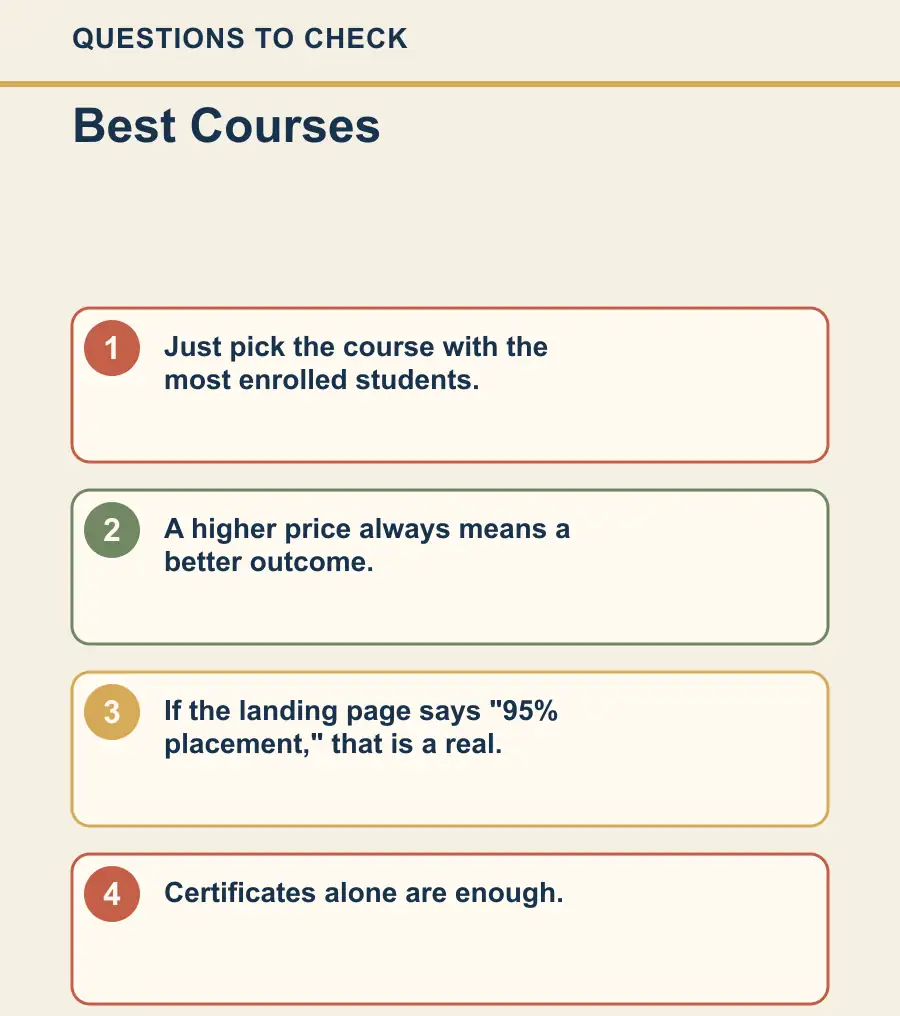 QUESTIONS TO CHECK
Best Courses
1
Just pick the course with the
most enrolled students.
2
A higher price always means a
better outcome.
3
If the landing page says "95%
placement," that is a real.
4
Certificates alone are enough.